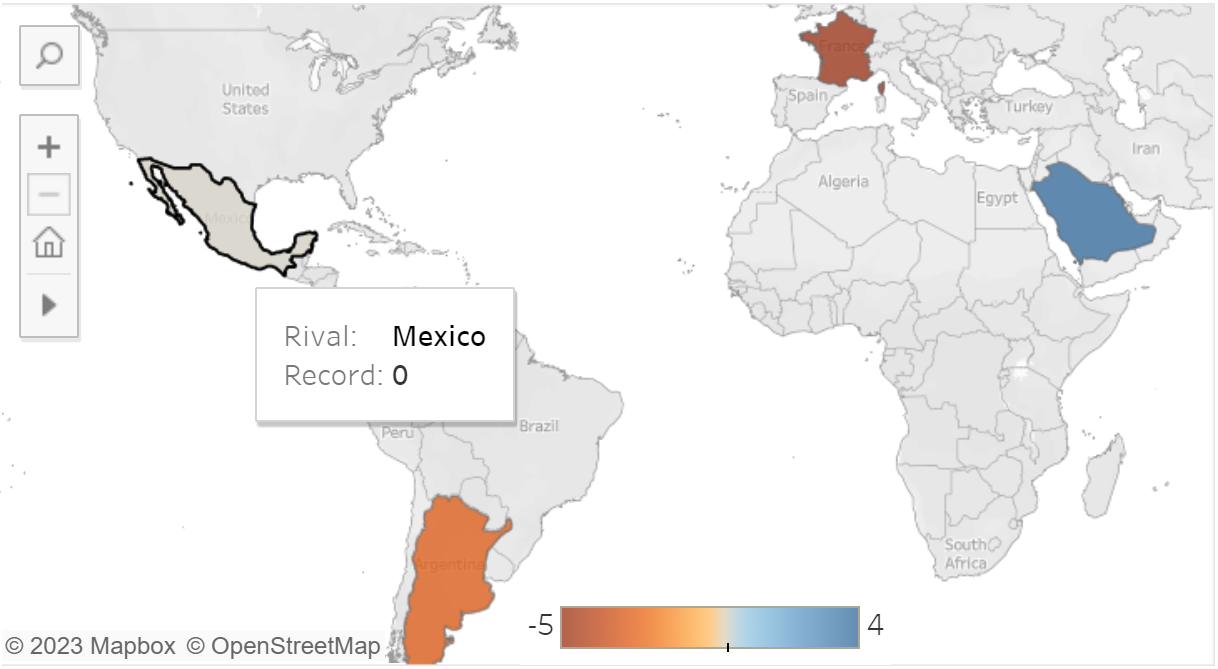 France
United
States
Spain
Turkey
Iran
Algeria
Egypt
Mexico
Rival: Mexico
Record: 0
Peru
Brazil
South
Africa
Argentina
-5
4
© 2023 Mapbox © OpenStreetMap